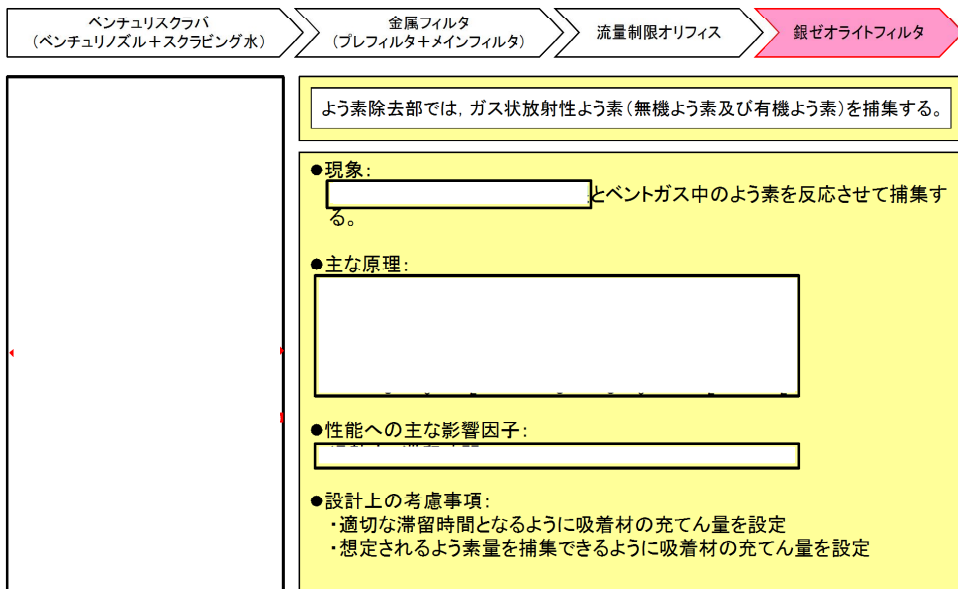 ベンチュリスクラバ
(ベンチュリノズル+スクラビング水)
金属フィルタ
(プレフィルタ+メインフィルタ)
流量制限オリフィス
銀ゼオライトフィルタ
よう素除去部では,ガス状放射性よう素(無機よう素及び有機よう素)を捕集する。
●現象:
とベントガス中のよう素を反応させて捕集す
る。
●主な原理:
●性能への主な影響因子:
●設計上の考慮事項:
・適切な滞留時間となるように吸着材の充てん量を設定
・想定されるよう素量を捕集できるように吸着材の充てん量を設定